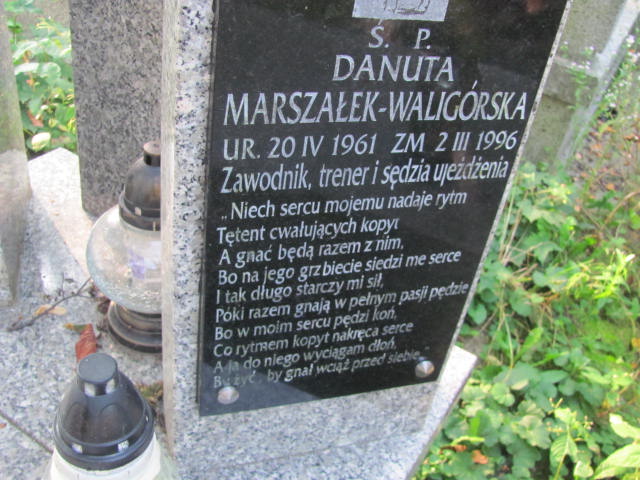 Ś. P.
DANUTA
MARSZAŁEK-WALIGÓRSKA
UR. 20 IV 1961 ZM 2 III 1996
Zawodnik, trener i sędzia ujeżdżenia
„Niech sercu mojemu nadaje rytm
Tętent cwałujących kopyt
A gnać będą razem z nim,
Bo na jego grzbiecie siedzi me serce
I tak długo starczy mi sił,
Póki razem gnają w pełnym pasji pędzie
Bo w moim sercu pędzi koń,
Co rytmem kopyt nakręca serce
A ja do niego wyciągam dłoń,
By żyć, by gnał wciąż przed siebie